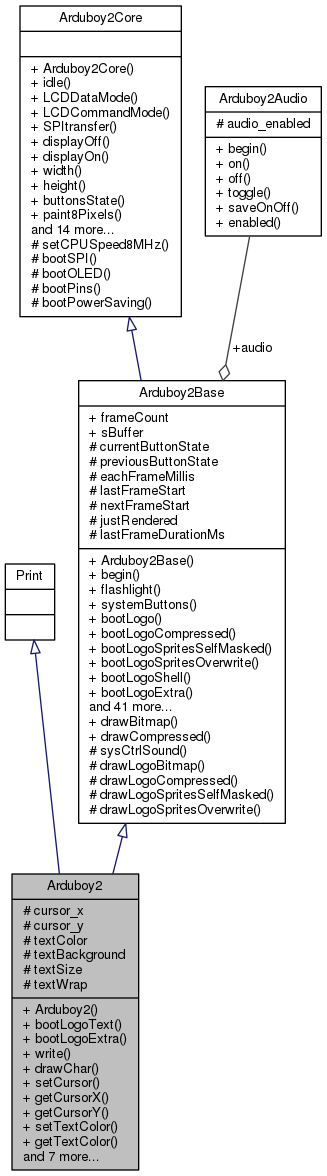 Arduboy2Core
+ Arduboy2Core()
+ idle()
+ LCDDataMode()
+ LCDCommandMode()
+ SPItransfer()
+ displayOff()
+ displayOn()
+ width()
+ height()
+ buttonsState()
+ paint8Pixels()
and 14 more...
# setCPUSpeed8MHz()
# bootSPI()
# bootOLED()
# bootPins()
# bootPowerSaving()
Arduboy2Audio
# audio_enabled
+ begin()
+ on()
+ off()
+ toggle()
+ saveOnOff()
+ enabled()
+audio
Arduboy2Base
+ frameCount
+ sBuffer
# currentButtonState
# previousButtonState
# eachFrameMillis
# lastFrameStart
# nextFrameStart
# justRendered
# lastFrameDurationMs
+ Arduboy2Base()
+ begin()
+ flashlight()
+ systemButtons()
+ bootLogo()
+ bootLogoCompressed()
+ bootLogoSpritesSelfMasked()
+ bootLogoSpritesOverwrite()
+ bootLogoShell()
+ bootLogoExtra()
and 41 more...
+ drawBitmap()
+ drawCompressed()
# sysCtrlSound()
# drawLogoBitmap()
# drawLogoCompressed()
# drawLogoSpritesSelfMasked()
# drawLogoSpritesOverwrite()
Print
Arduboy2
# cursor_x
# cursor_y
# textColor
# textBackground
# textSize
# textWrap
+ Arduboy2()
+ bootLogoText()
+ bootLogoExtra()
+ write()
+ drawChar()
+ setCursor()
+ getCursorX()
+ getCursorY()
+ setTextColor()
+ getTextColor()
and 7 more...